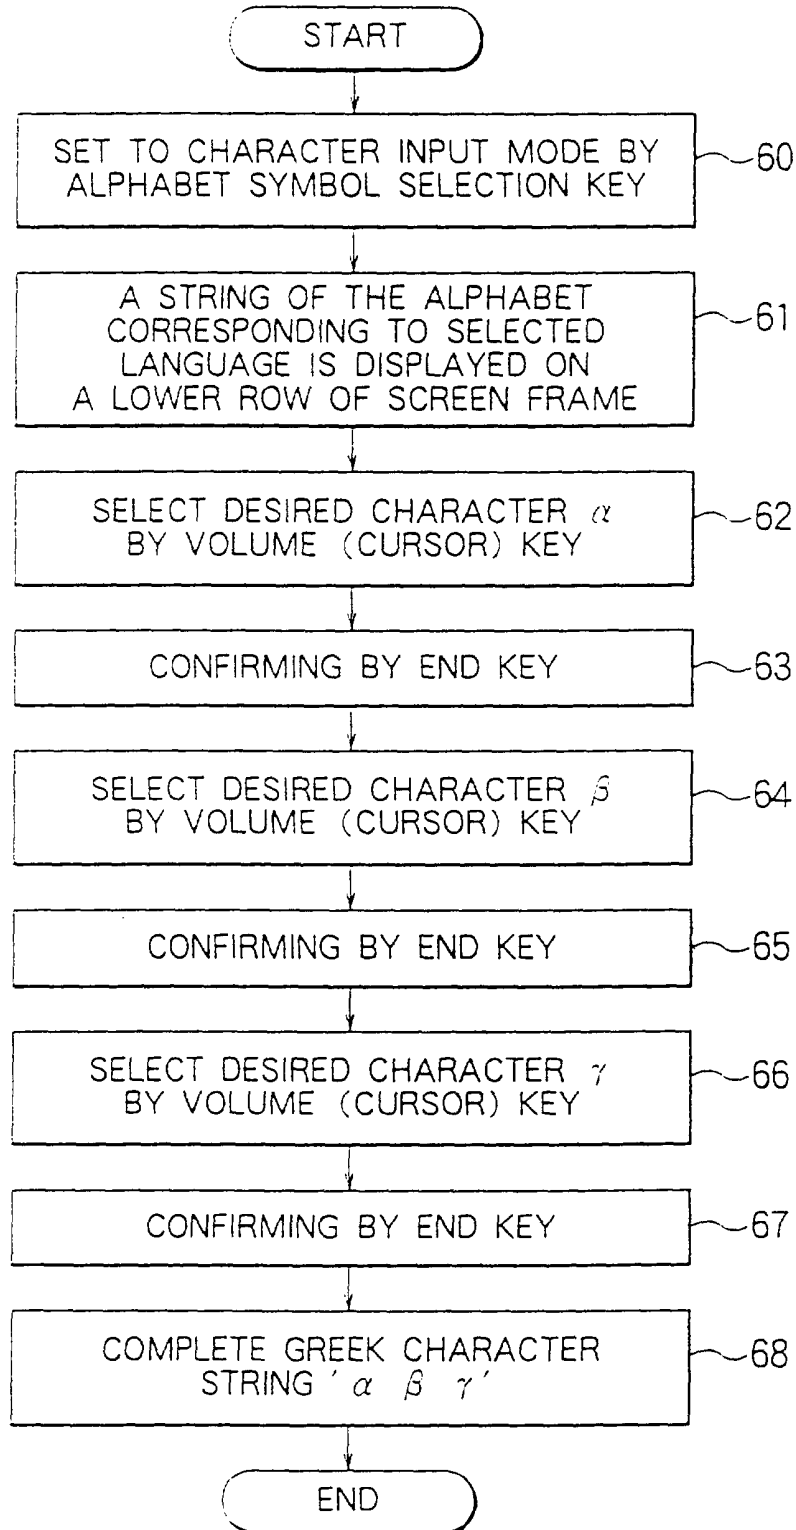 START
SET TO CHARACTER INPUT MODE BY
ALPHABET SYMBOL SELECTION KEY
60
A STRING OF THE ALPHABET
CORRESPONDING TO SELECTED
LANGUAGE IS DISPLAYED ON
A LOWER ROW OF SCREEN FRAME
61
SELECT DESIRED CHARACTER α
BY VOLUME (CURSOR) KEY
62
CONFIRMING BY END KEY
63
SELECT DESIRED CHARACTER β
BY VOLUME (CURSOR) KEY
64
CONFIRMING BY END KEY
65
SELECT DESIRED CHARACTER γ
BY VOLUME (CURSOR) KEY
66
CONFIRMING BY END KEY
67
COMPLETE GREEK CHARACTER
STRING ' α β γ '
68
END